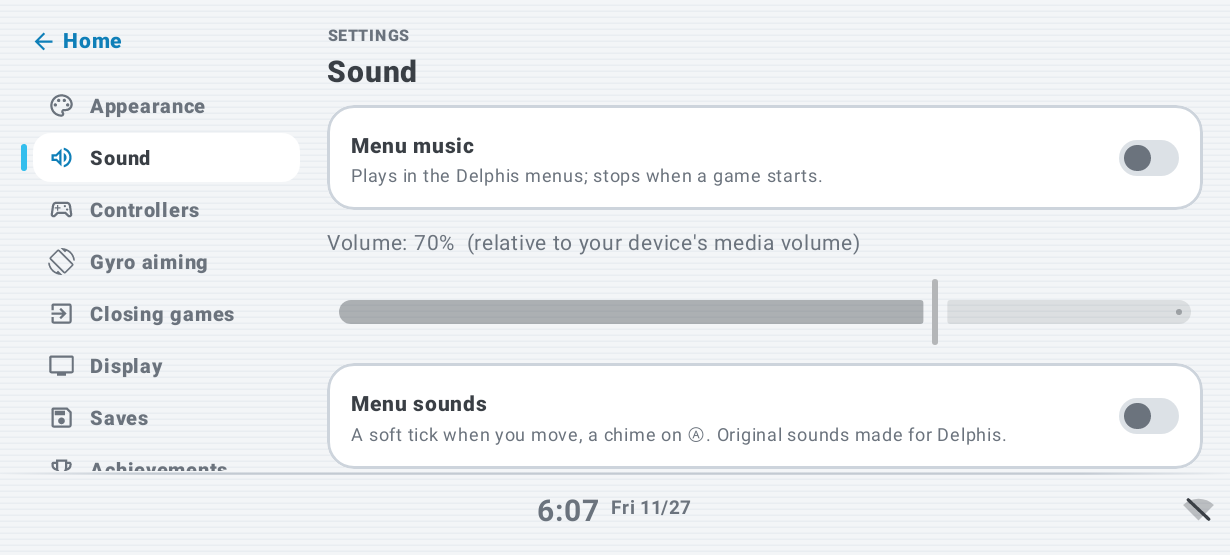 Home
Appearance
Sound
Controllers
Gyro aiming
Closing games
Display
Saves
Achievements
SETTINGS
Sound
Menu music
Plays in the Delphis menus; stops when a game starts.
Volume: 70%  (relative to your device's media volume)
Menu sounds
A soft tick when you move, a chime on Ⓐ. Original sounds made for Delphis.
6:07 Fri 11/27